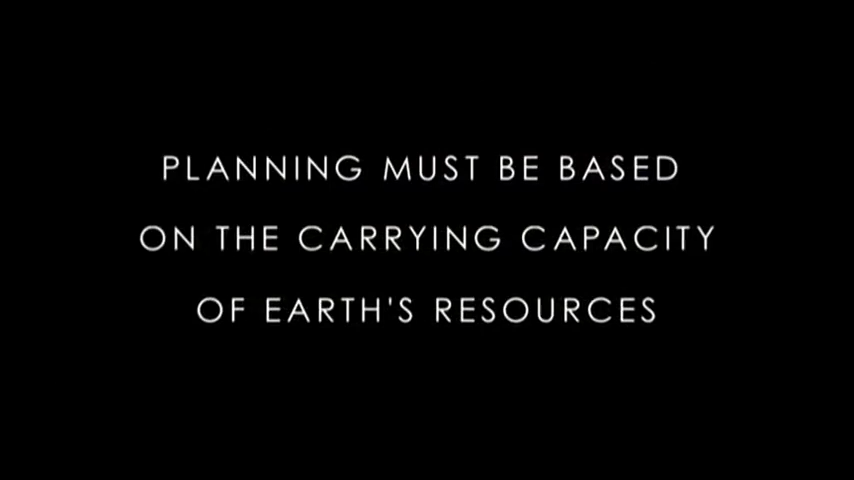 PLANNING MUST BE BASED
ON THE CARRYING CAPACITY
OF EARTH'S RESOURCES